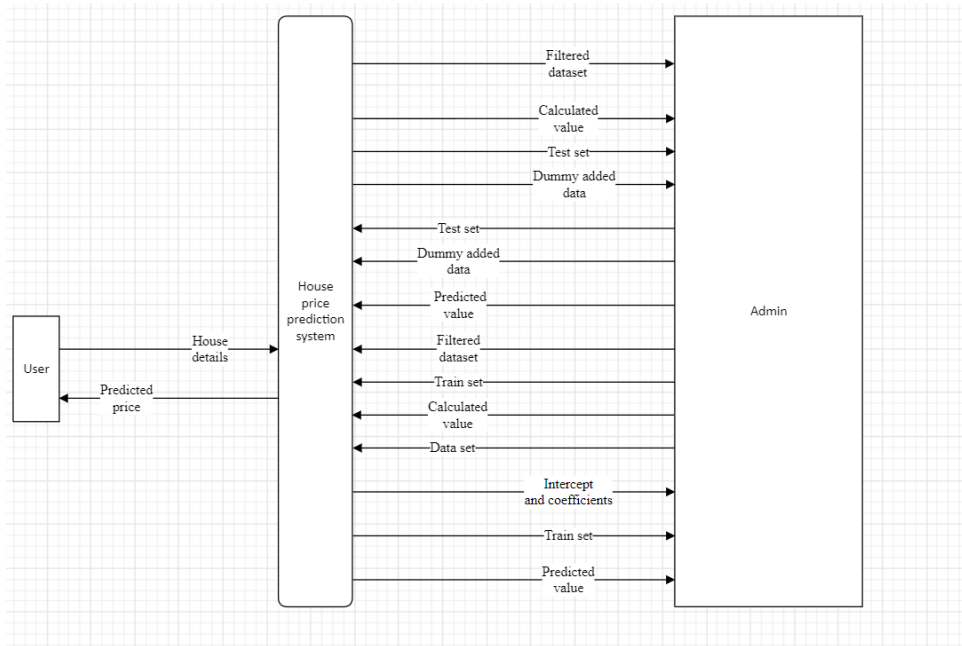 Filtered
dataset
Calculated
value
Test set
Dummy added
data
Test set
Dummy added
data
Predicted
value
Filtered
dataset
Train set
Calculated
value
Data set
Intercept
and coefficients
Train set
Predicted
value
House
price
prediction
system
Admin
User
House
details
Predicted
price